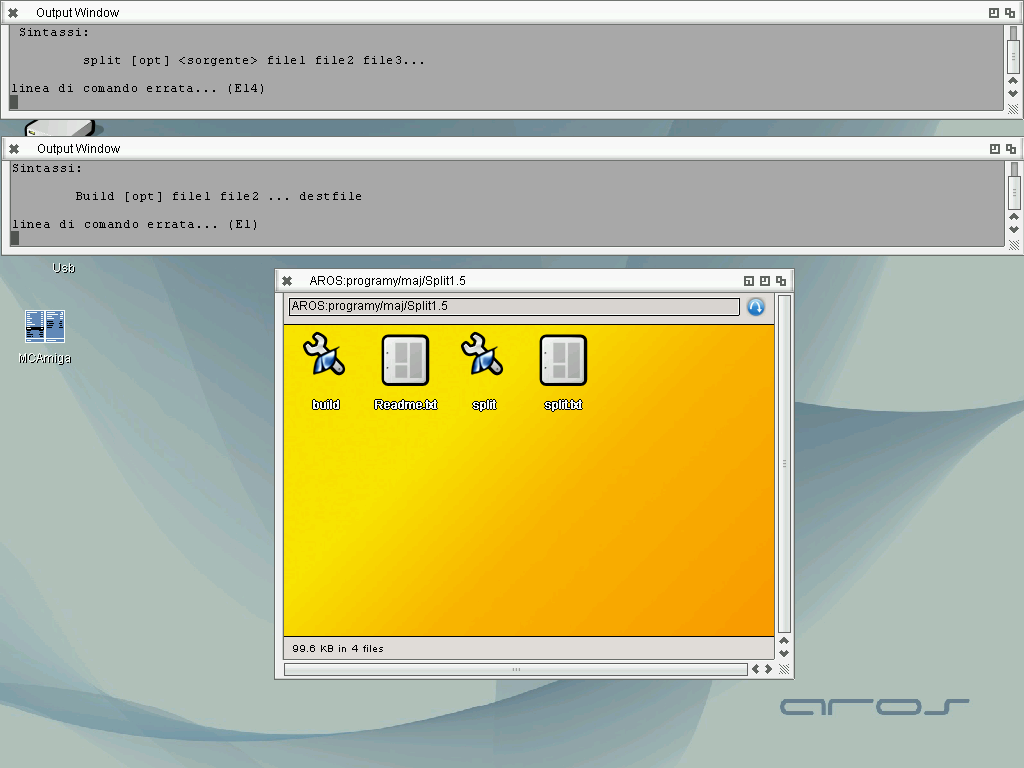 Output Window
Sintassi:
split [opt] <sorgente> file1 file2 file3...
linea di comando errata... (E14)
Output Window
Sintassi:
Build [opt] file1 file2 ... destfile
linea di comando errata... (E1)
Usb
MCAmiga
AROS:programy/maj/Split1.5
AROS:programy/maj/Split1.5
build
Readme.txt
split
split.txt
99.6 KB in 4 files
aros